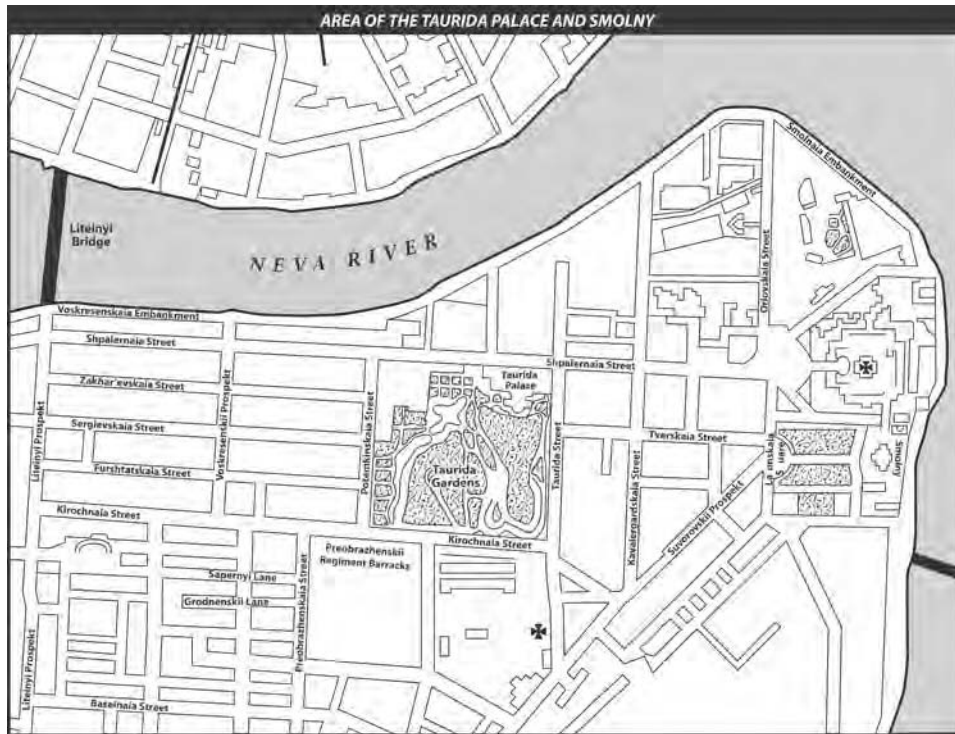 AREA OF THE TAURIDA PALACE AND SMOLNY
Smolnaia Embankment
Liteinyi
Bridge
NEVA RIVER
Orlovskaia Street
Voskresenskaia Embankment
Shpalernaia Street
Shpalernaia Street
Taurida
Palace
Zakhar'evskaia Street
Voskresenskii Prospekt
Potemkinskaia Street
Sergievskaia Street
Liteinyi Prospekt
Taurida
Gardens
Taurida Street
Tverskaia Street
Smolny
Furshtatskaia Street
Kavalergardskaia Street
Suvorovskii Prospekt
Kirochnaia Street
Kirochnaia Street
Preobrazhenskii
Regiment Barracks
Sapernyi Lane
Grodnenskii Lane
Preobrazhenskaia Street
Liteinyi Prospekt
Baseinaia Street